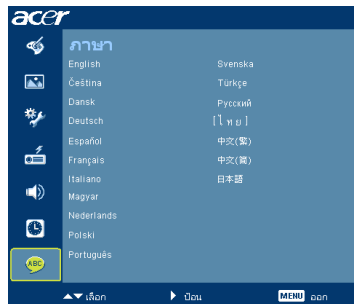 acer
ภาษา
English
Čeština
Dansk
Deutsch
Español
Français
Italiano
Magyar
Nederlands
Polski
Português
Svenska
Türkçe
Русский
[ไทย]
中文(繁)
中文(简)
日本語
ABC
▲▼ เลือก
▶ ป้อน
MENU ออก